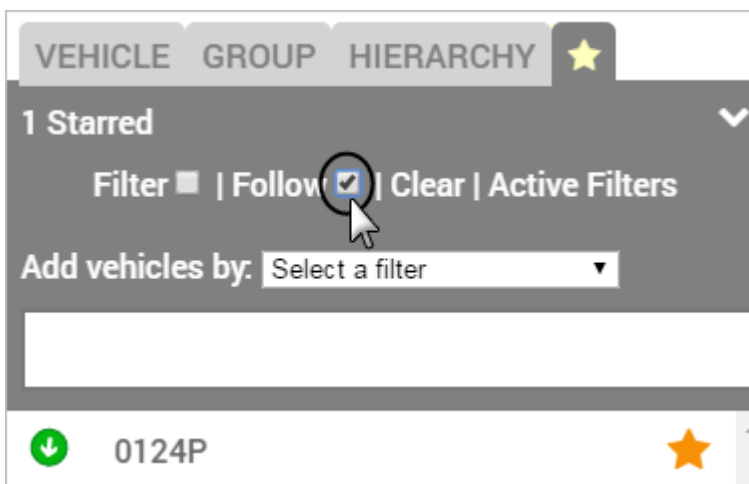 VEHICLE GROUP HIERARCHY
1 Starred
Filter | Follow | Clear | Active Filters
Add vehicles by: Select a filter
0124P